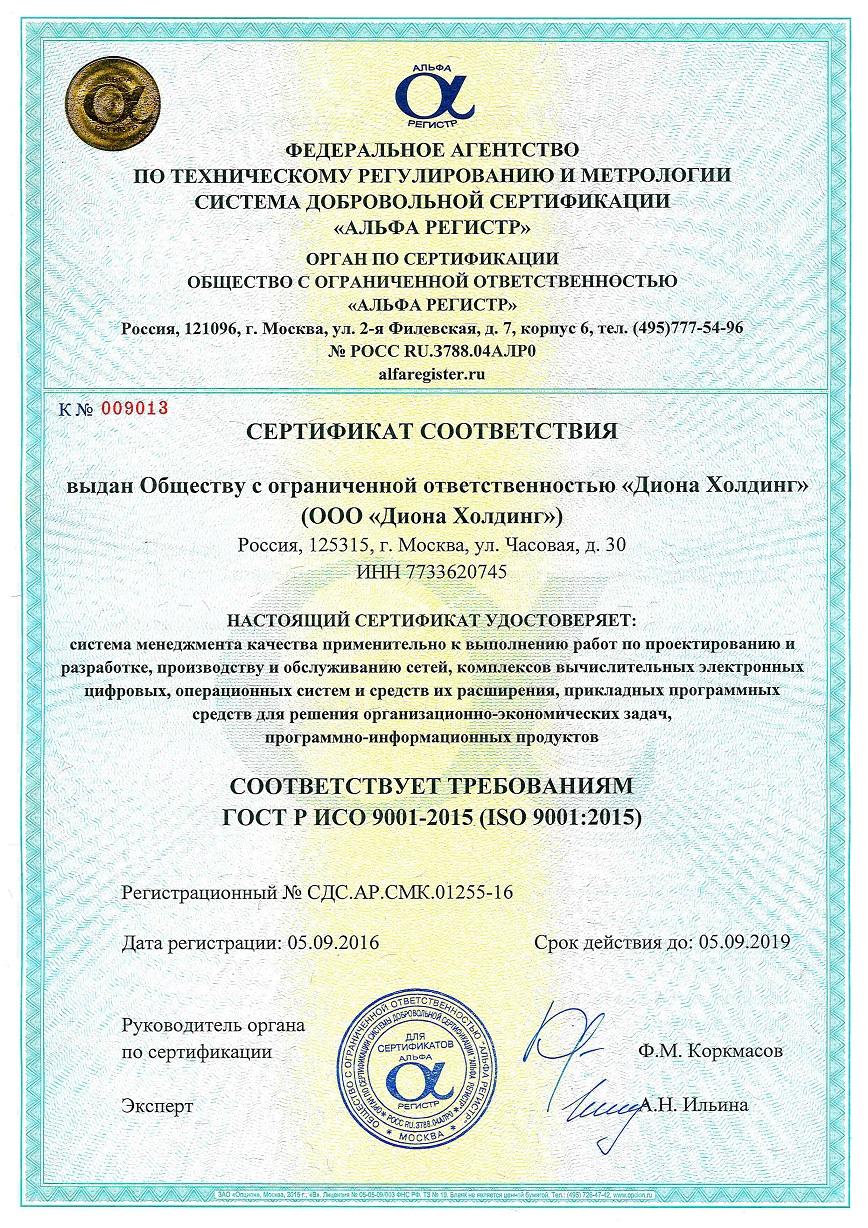 АЛЬФА
РЕГИСТР
ФЕДЕРАЛЬНОЕ АГЕНТСТВО
ПО ТЕХНИЧЕСКОМУ РЕГУЛИРОВАНИЮ И МЕТРОЛОГИИ
СИСТЕМА ДОБРОВОЛЬНОЙ СЕРТИФИКАЦИИ
«АЛЬФА РЕГИСТР»
ОРГАН ПО СЕРТИФИКАЦИИ
ОБЩЕСТВО С ОГРАНИЧЕННОЙ ОТВЕТСТВЕННОСТЬЮ
«АЛЬФА РЕГИСТР»
Россия, 121096, г. Москва, ул. 2-я Филевская, д. 7, корпус 6, тел. (495)777-54-96
№ РОСС RU.З788.04АЛР0
alfaregister.ru
К № 009013
СЕРТИФИКАТ СООТВЕТСТВИЯ
выдан Обществу с ограниченной ответственностью «Диона Холдинг»
(ООО «Диона Холдинг»)
Россия, 125315, г. Москва, ул. Часовая, д. 30
ИНН 7733620745
НАСТОЯЩИЙ СЕРТИФИКАТ УДОСТОВЕРЯЕТ:
система менеджмента качества применительно к выполнению работ по проектированию и
разработке, производству и обслуживанию сетей, комплексов вычислительных электронных
цифровых, операционных систем и средств их расширения, прикладных программных
средств для решения организационно-экономических задач,
программно-информационных продуктов
СООТВЕТСТВУЕТ ТРЕБОВАНИЯМ
ГОСТ Р ИСО 9001-2015 (ISO 9001:2015)
Регистрационный № СДС.АР.СМК.01255-16
Дата регистрации: 05.09.2016 Срок действия до: 05.09.2019
Руководитель органа
по сертификации
Ф.М. Коркмасов
Эксперт
А.Н. Ильина
ОБЩЕСТВО С ОГРАНИЧЕННОЙ ОТВЕТСТВЕННОСТЬЮ "АЛЬФА РЕГИСТР"
* МОСКВА *
ОРГАН ПО СЕРТИФИКАЦИИ СИСТЕМЫ ДОБРОВОЛЬНОЙ СЕРТИФИКАЦИИ "АЛЬФА РЕГИСТР"
* РОСС RU.З788.04АЛР0 *
ДЛЯ
СЕРТИФИКАТОВ
АЛЬФА
РЕГИСТР
ЗАО «Опцион», Москва, 2015 г., «В». Лицензия № 05-05-09/003 ФНС РФ. ТЗ № 19. Бланк не является ценной бумагой. Тел.: (495) 726-47-42, www.opcion.ru